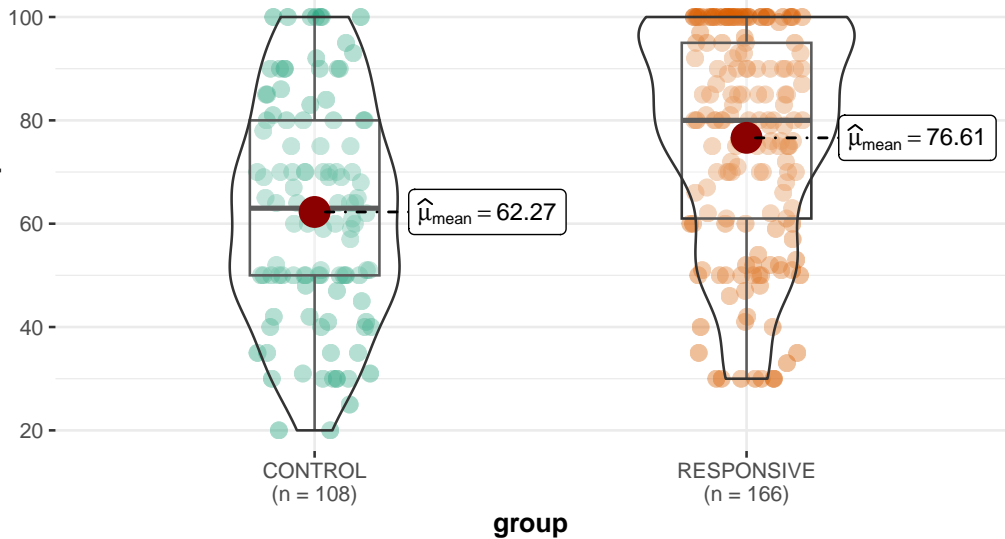 100
80
60
40
20
μ̂mean = 76.61
μ̂mean = 62.27
CONTROL
(n = 108)
RESPONSIVE
(n = 166)
group